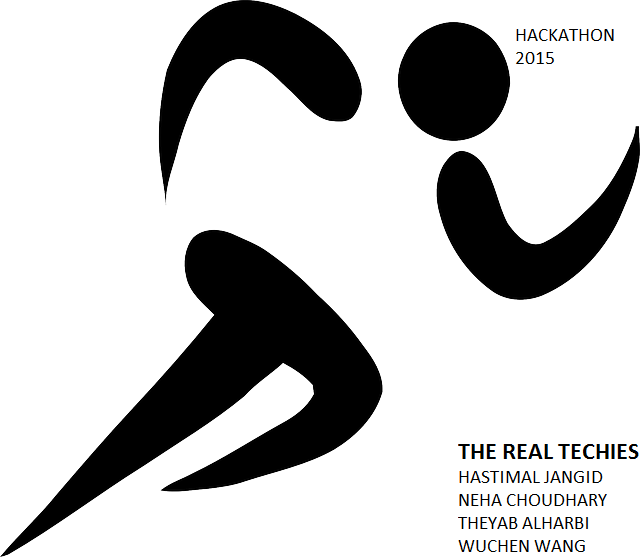 HACKATHON
2015
THE REAL TECHIES
HASTIMAL JANGID
NEHA CHOUDHARY
THEYAB ALHARBI
WUCHEN WANG